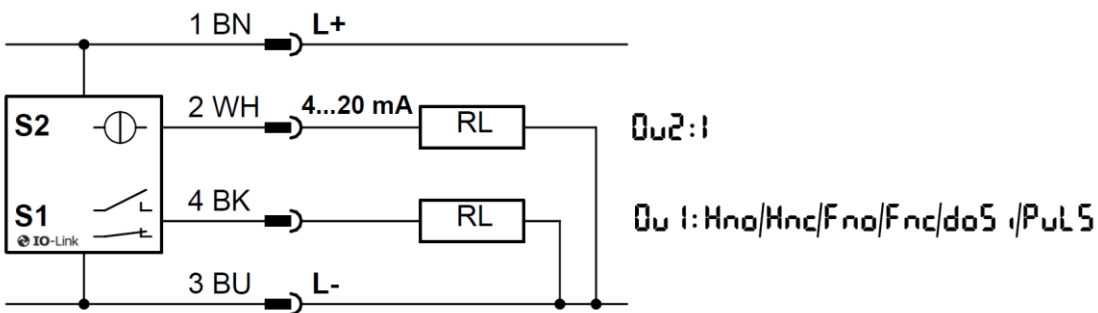 1 BN L+
S2 2 WH 4...20 mA RL Ou2:I
S1 4 BK RL Ou1:Hno/Hnc/Fno/Fnc/doSi/PuLS
IO-Link
3 BU L-